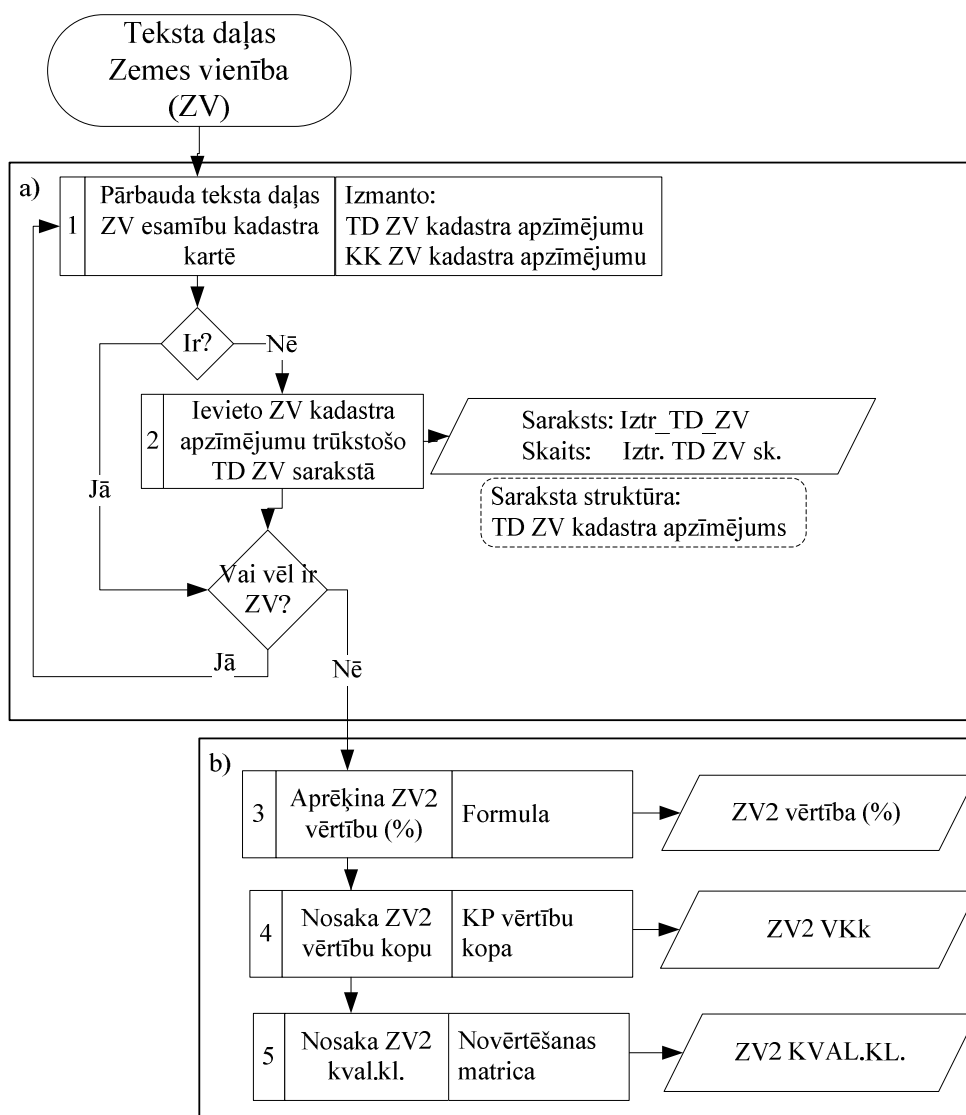 Teksta daļas
Zemes vienība
(ZV)
a)
1
Pārbauda teksta daļas
ZV esamību kadastra
kartē
Izmanto:
TD ZV kadastra apzīmējumu
KK ZV kadastra apzīmējumu
Ir?
Nē
2
Ievieto ZV kadastra
apzīmējumu trūkstošo
TD ZV sarakstā
Saraksts: Iztr_TD_ZV
Skaits: Iztr. TD ZV sk.
Saraksta struktūra:
TD ZV kadastra apzīmējums
Jā
Vai vēl ir
ZV?
Jā
Nē
b)
3
Aprēķina ZV2
vērtību (%)
Formula
ZV2 vērtība (%)
4
Nosaka ZV2
vērtību kopu
KP vērtību
kopa
ZV2 VKk
5
Nosaka ZV2
kval.kl.
Novērtēšanas
matrica
ZV2 KVAL.KL.